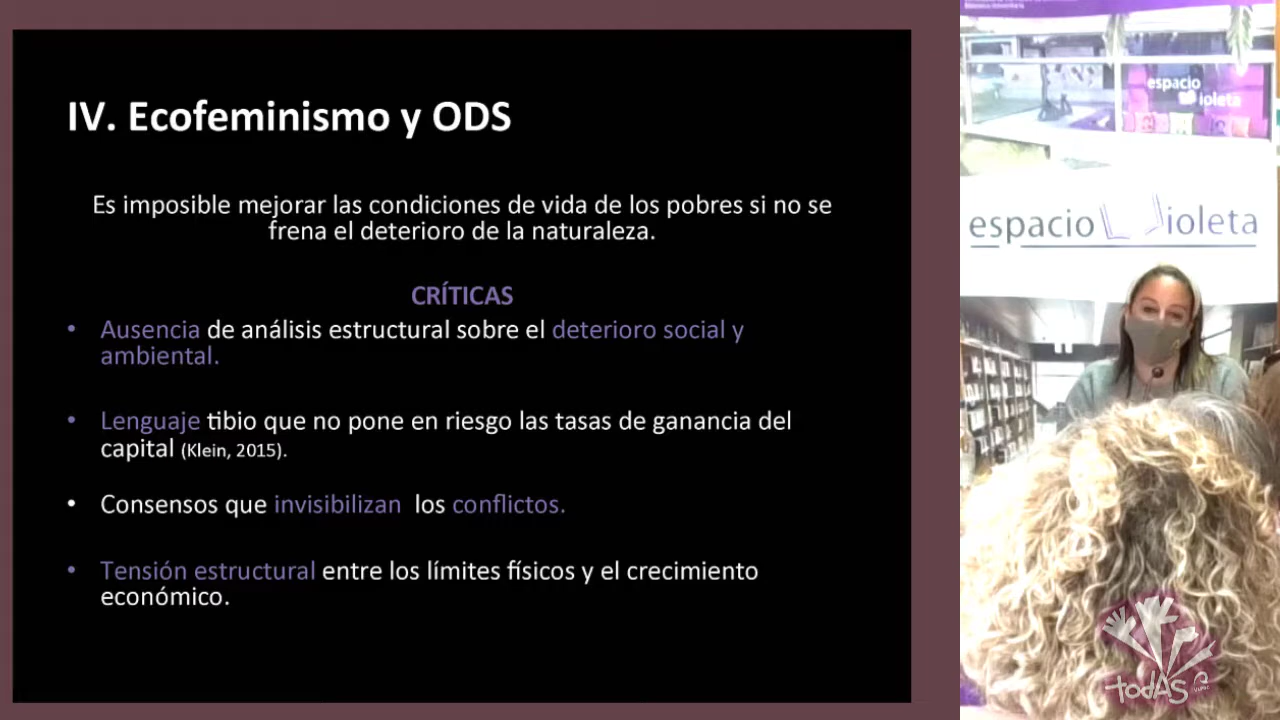 IV. Ecofeminismo y ODS
Es imposible mejorar las condiciones de vida de los pobres si no se
frena el deterioro de la naturaleza.
CRÍTICAS
• Ausencia de análisis estructural sobre el deterioro social y
ambiental.
• Lenguaje tibio que no pone en riesgo las tasas de ganancia del
capital (Klein, 2015).
• Consensos que invisibilizan los conflictos.
• Tensión estructural entre los límites físicos y el crecimiento
económico.
espacio
ioleta
espacio ioleta
todAS